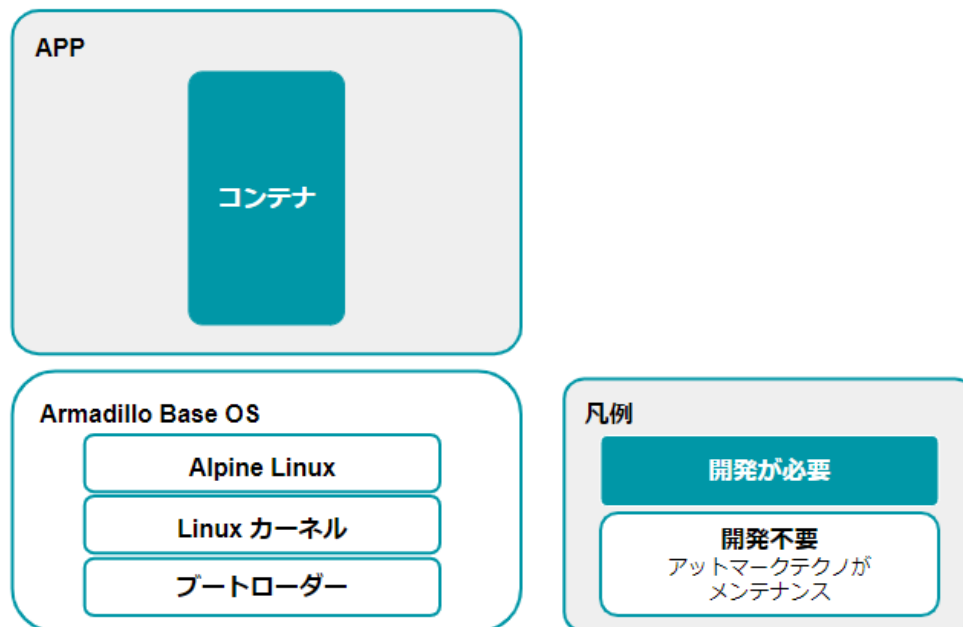 APP
コンテナ
Armadillo Base OS
Alpine Linux
Linux カーネル
ブートローダー
凡例
開発が必要
開発不要
アットマークテクノが
メンテナンス